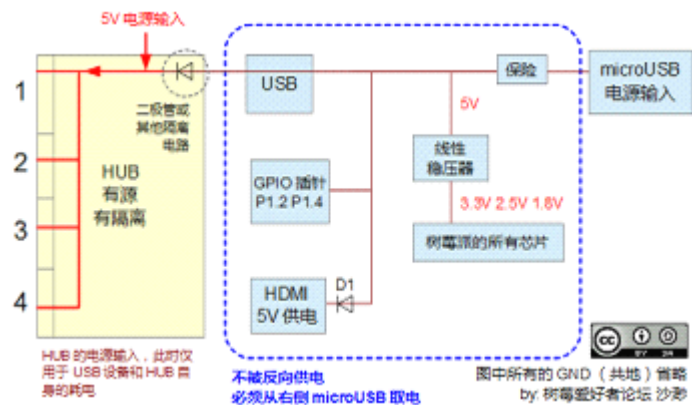 5V 电源输入
1
2
3
4
二极管或
其他隔离
电路
HUB
有源
有隔离
HUB 的电源输入，此时仅
用于 USB 设备和 HUB 自
身的耗电
USB
GPIO 插针
P1.2 P1.4
HDMI
5V 供电
D1
5V
线性
稳压器
3.3V 2.5V 1.8V
树莓派的所有芯片
保险
microUSB
电源输入
不被反向供电
必须从右侧 microUSB 取电
cc
BY SA
图中所有的 GND （共地）省略
by: 树莓爱好者论坛 沙渺